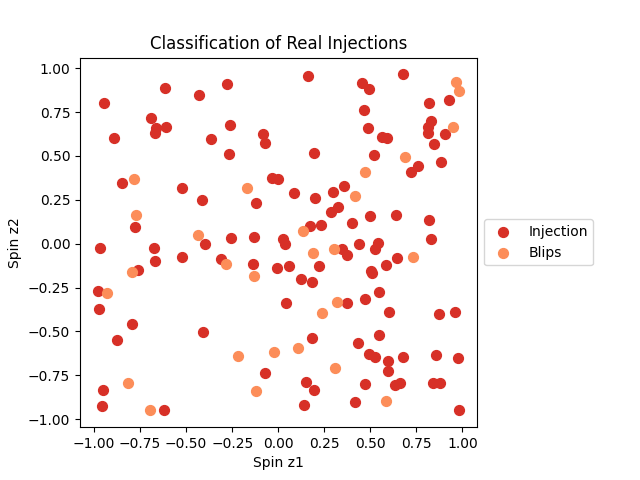 Classification of Real Injections
1.00
0.75
0.50
0.25
0.00
−0.25
−0.50
−0.75
−1.00
Spin z2
−1.00 −0.75 −0.50 −0.25 0.00 0.25 0.50 0.75 1.00
Spin z1
Injection
Blips